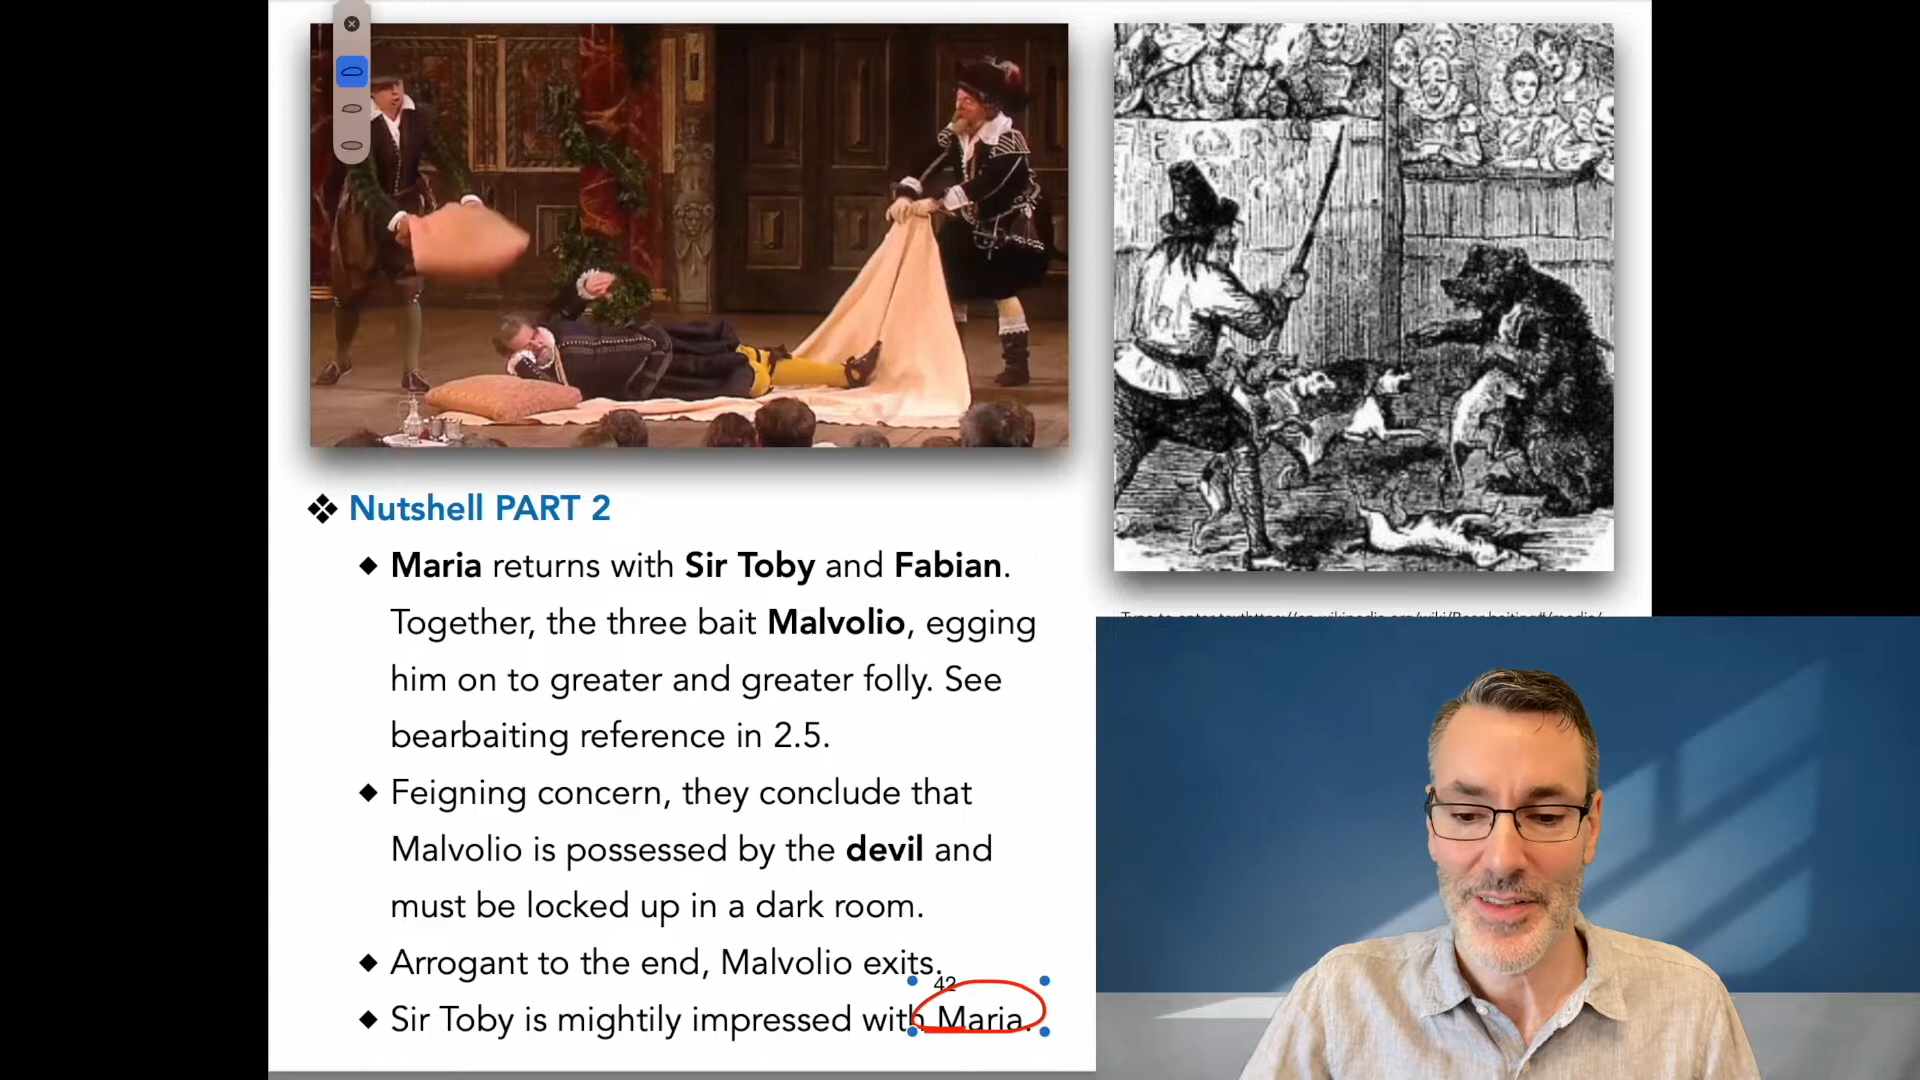 ❖ Nutshell PART 2
◆ Maria returns with Sir Toby and Fabian.
Together, the three bait Malvolio, egging
him on to greater and greater folly. See
bearbaiting reference in 2.5.
◆ Feigning concern, they conclude that
Malvolio is possessed by the devil and
must be locked up in a dark room.
◆ Arrogant to the end, Malvolio exits.
42
◆ Sir Toby is mightily impressed with Maria.